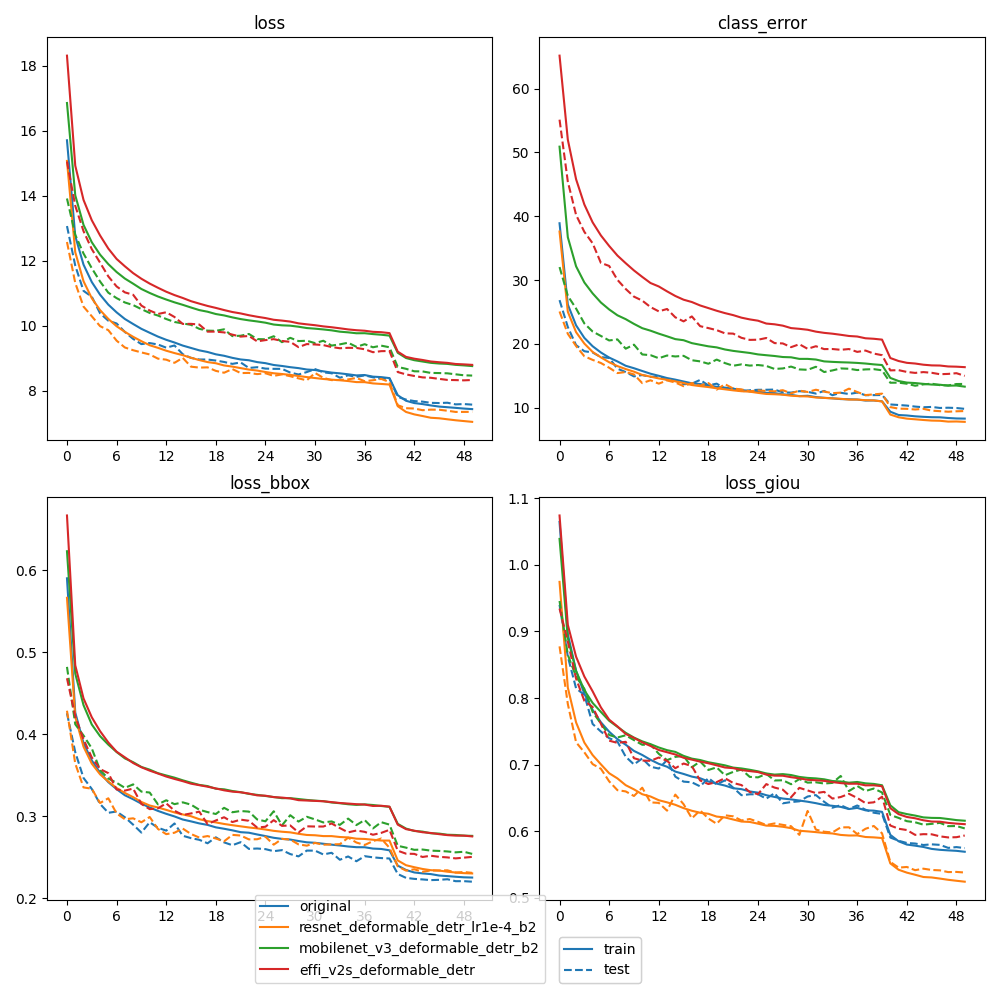 loss
class_error
18
16
14
12
10
8
60
50
40
30
20
10
0 6 12 18 24 30 36 42 48
0 6 12 18 24 30 36 42 48
loss_bbox
loss_giou
0.6
0.5
0.4
0.3
0.2
1.1
1.0
0.9
0.8
0.7
0.6
0.5
0 6 12 18 24 30 36 42 48
0 6 12 18 24 30 36 42 48
original
resnet_deformable_detr_lr1e-4_b2
mobilenet_v3_deformable_detr_b2
effi_v2s_deformable_detr
train
test